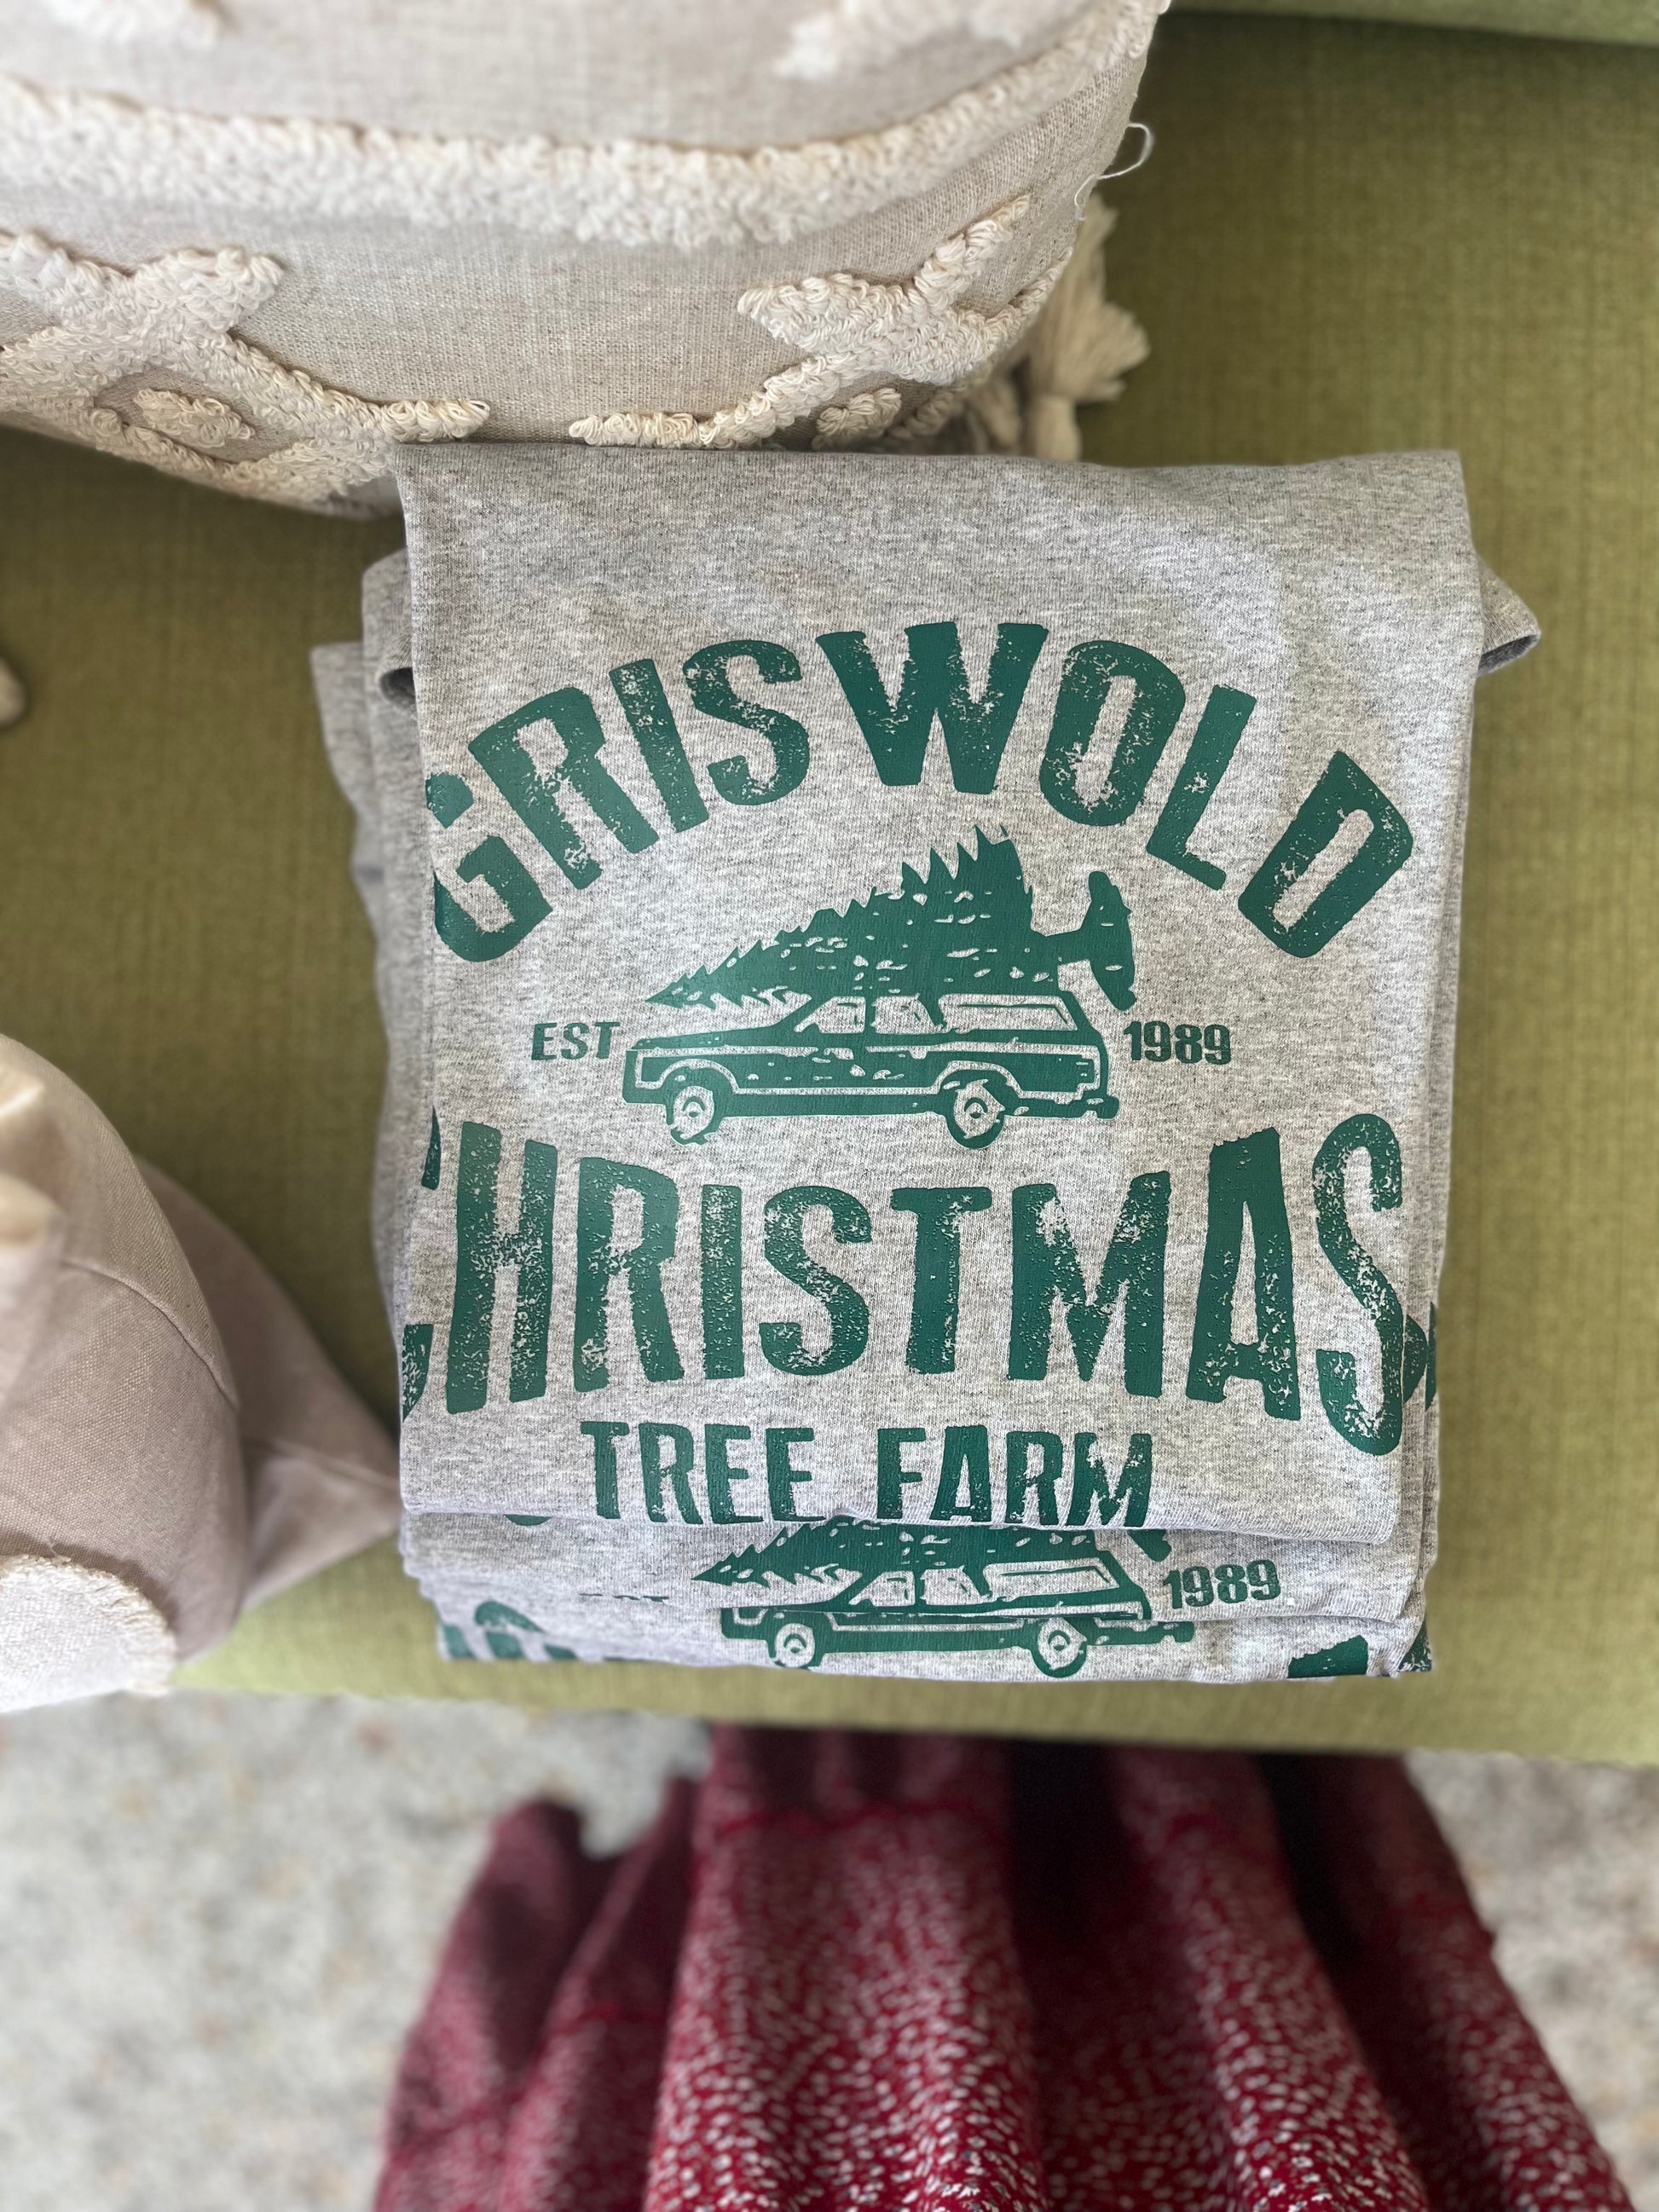 GRISWOLD
EST 1989
CHRISTMAS
TREE FARM
1989